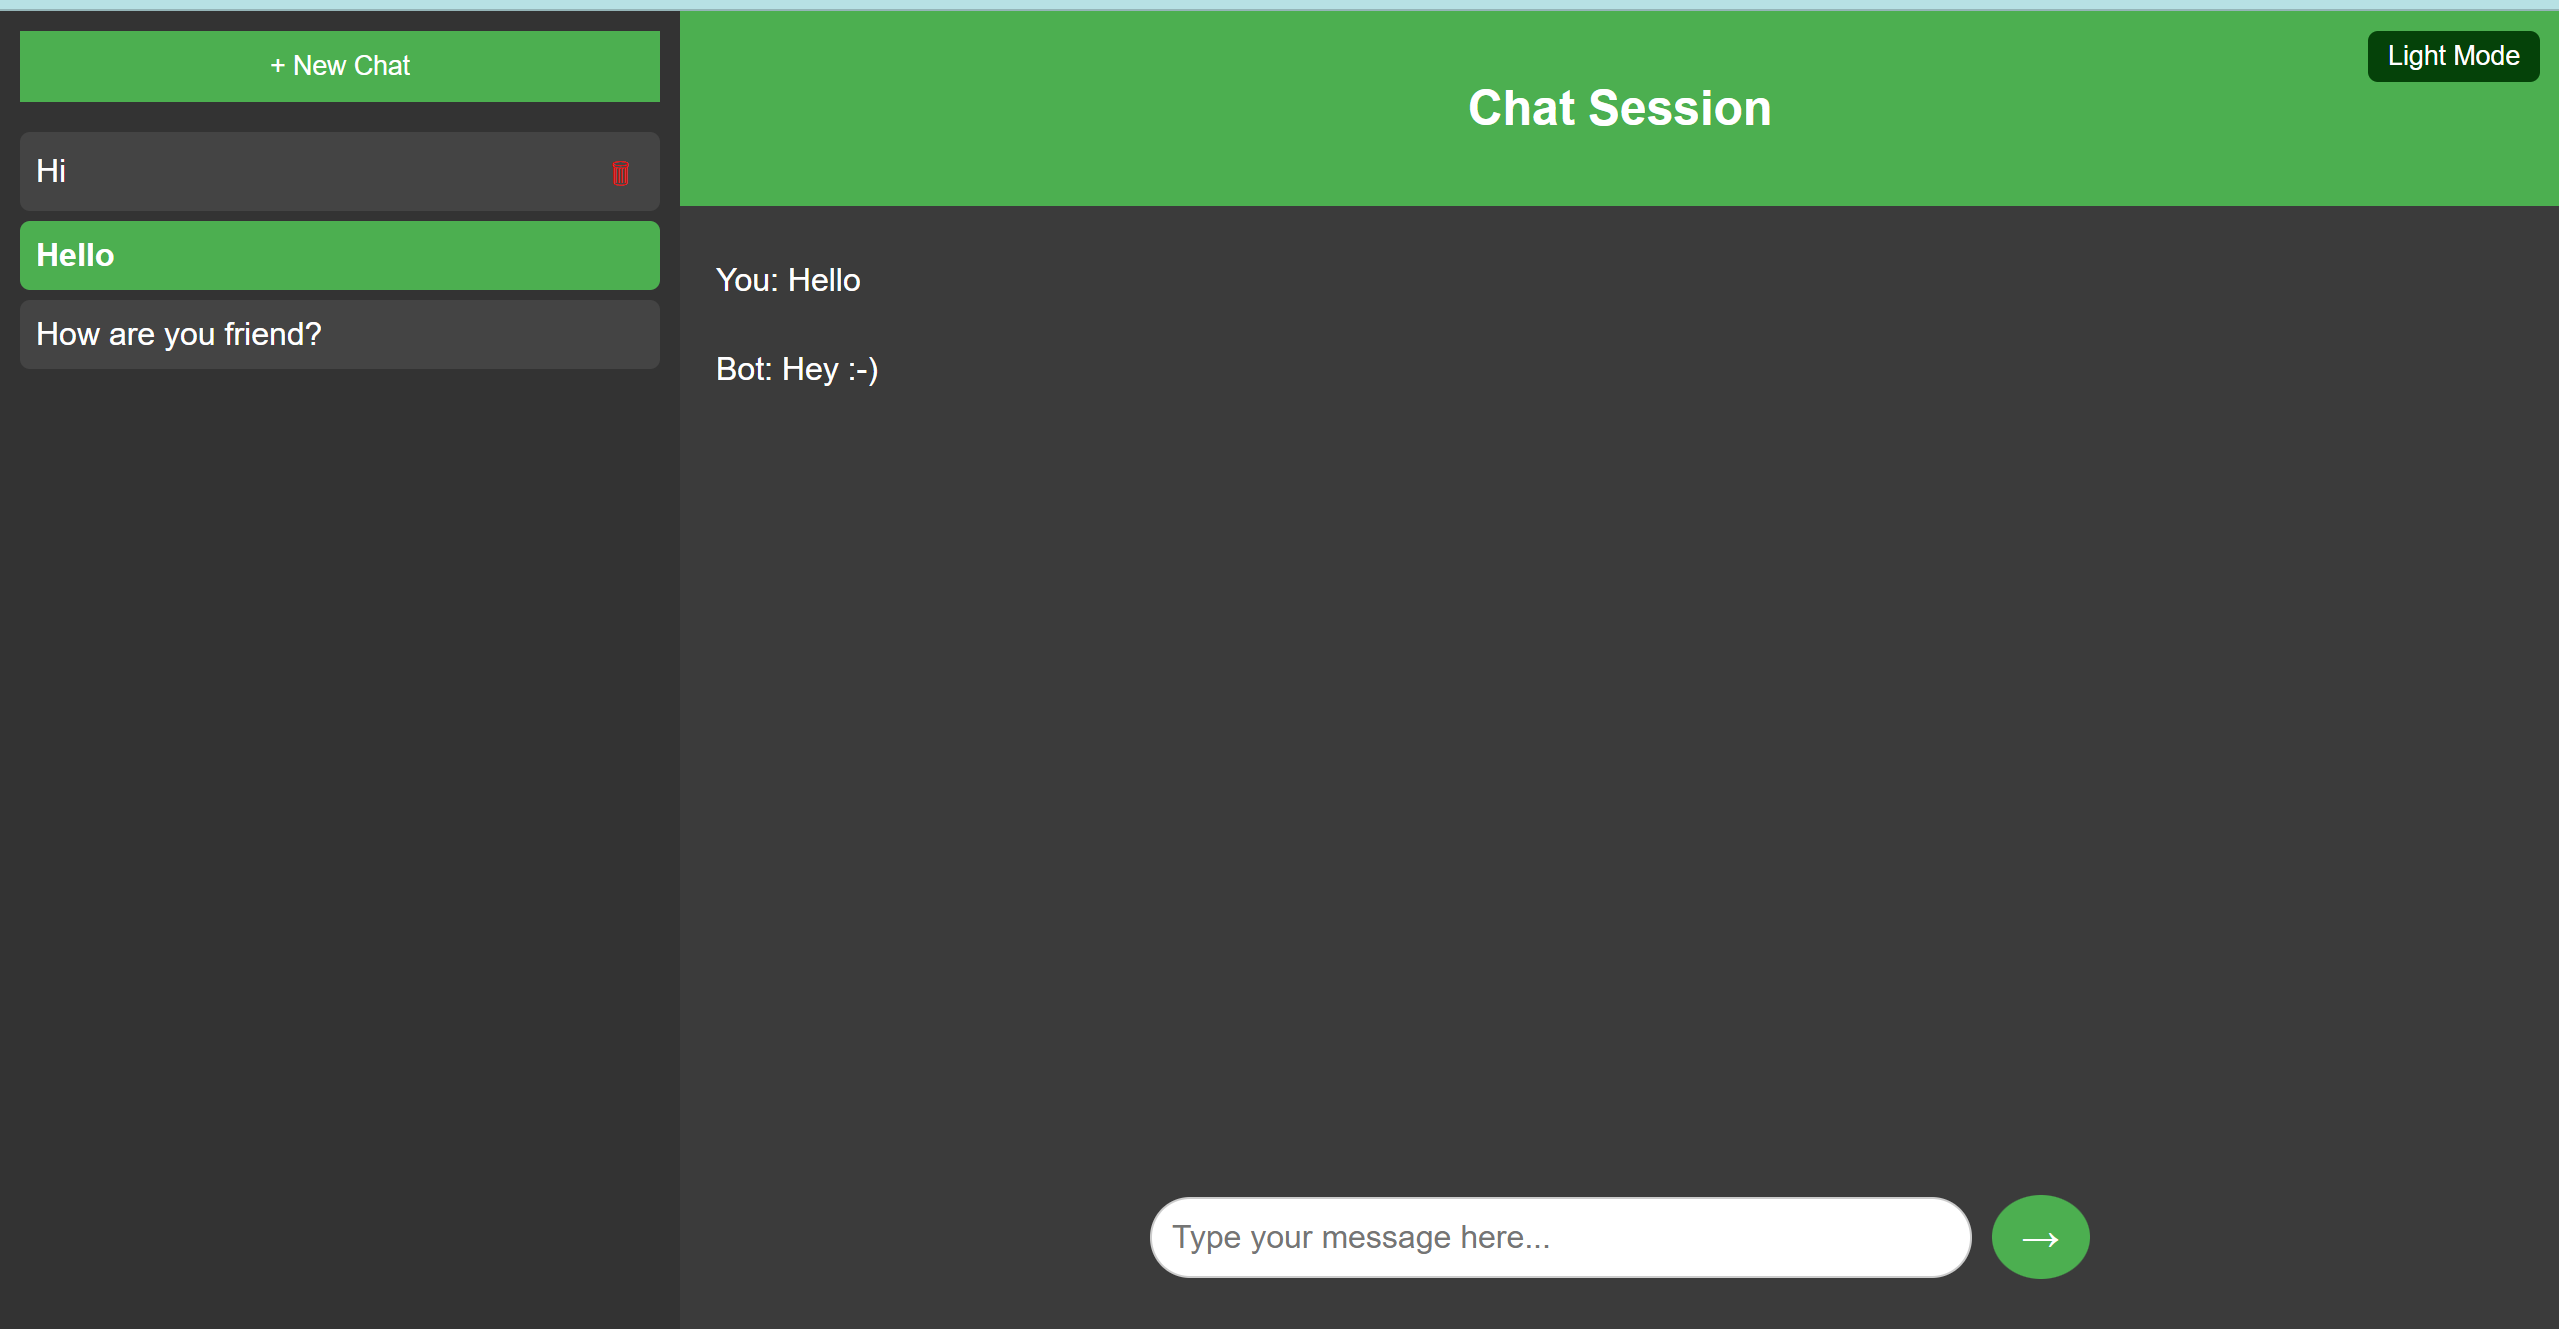 + New Chat
Hi
Hello
How are you friend?
Light Mode
Chat Session
You: Hello
Bot: Hey :-)
Type your message here...
→